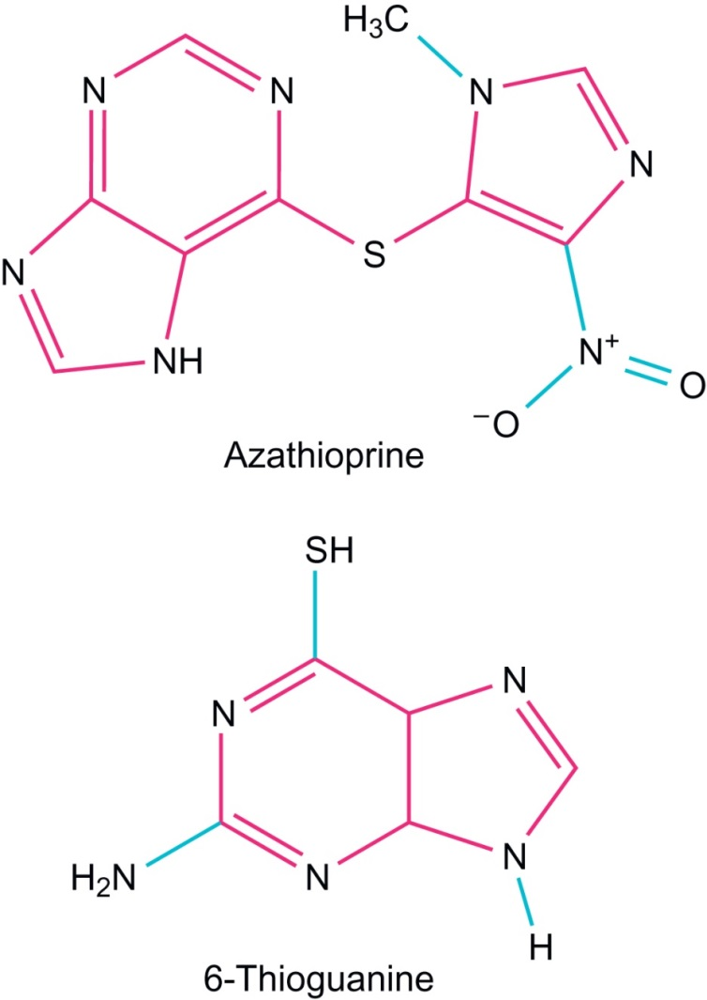 H₃C
N
N
N
N
N
S
NH
N⁺
O
⁻O
Azathioprine
SH
N
N
H₂N
N
N
H
6-Thioguanine